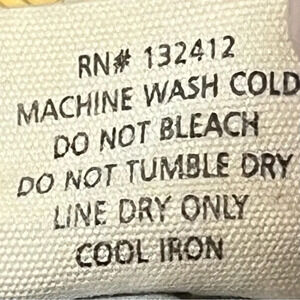 RN# 132412
MACHINE WASH COLD
DO NOT BLEACH
DO NOT TUMBLE DRY
LINE DRY ONLY
COOL IRON